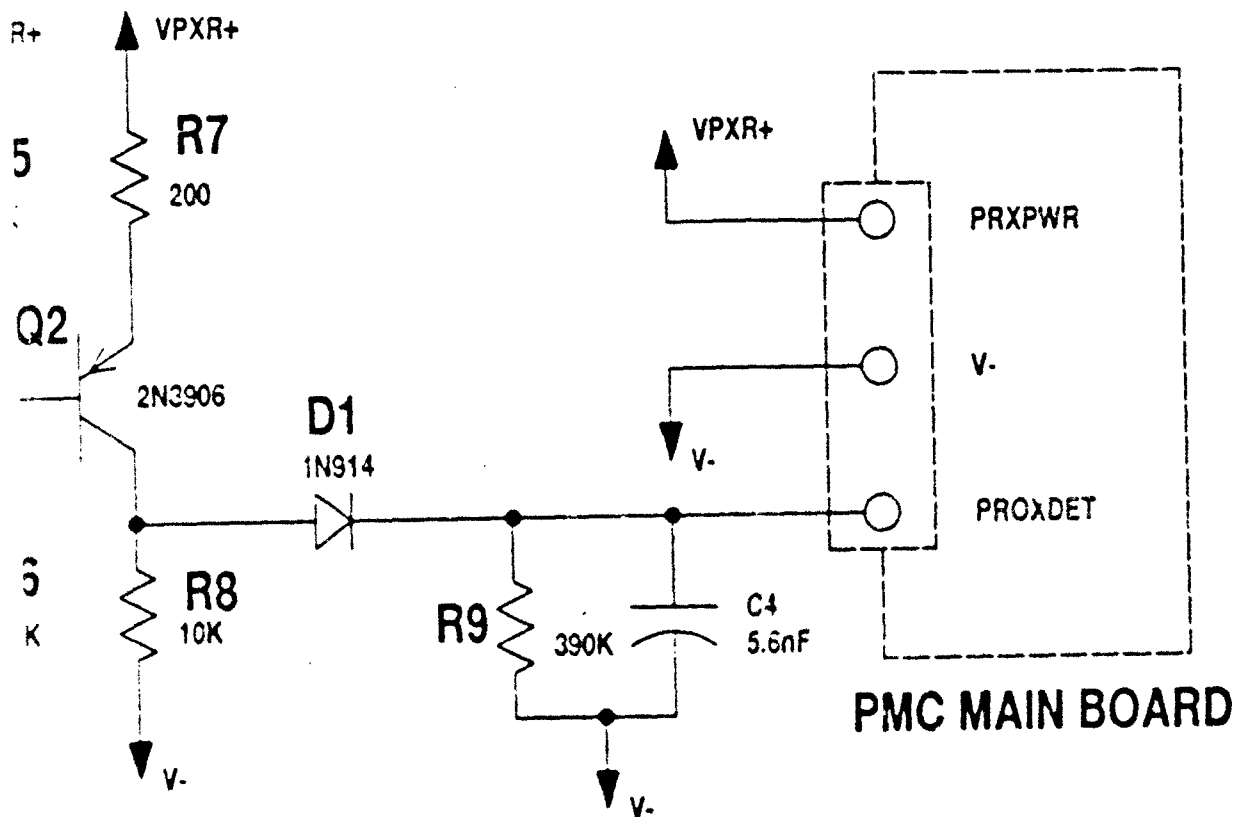 R+
VPXR+
5
R7
200
VPXR+
PRXPWR
Q2
2N3906
V-
D1
1N914
V-
PROXDET
6
K
R8
10K
R9
390K
C4
5.6nF
PMC MAIN BOARD
V-
V-